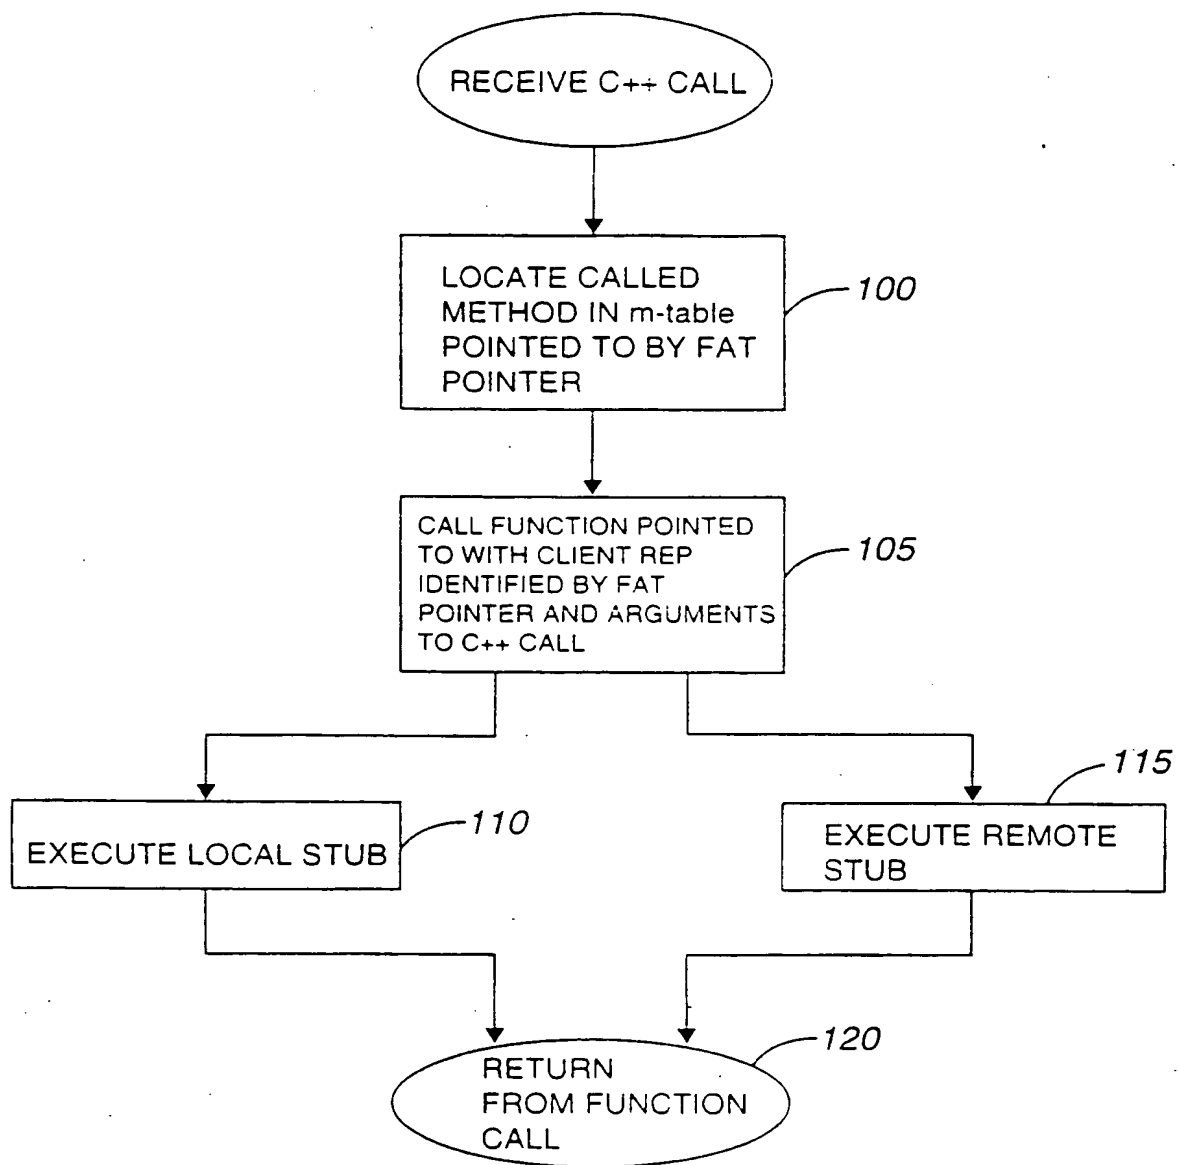 RECEIVE C++ CALL
LOCATE CALLED
METHOD IN m-table
POINTED TO BY FAT
POINTER
100
CALL FUNCTION POINTED
TO WITH CLIENT REP
IDENTIFIED BY FAT
POINTER AND ARGUMENTS
TO C++ CALL
105
EXECUTE LOCAL STUB
110
EXECUTE REMOTE
STUB
115
RETURN
FROM FUNCTION
CALL
120